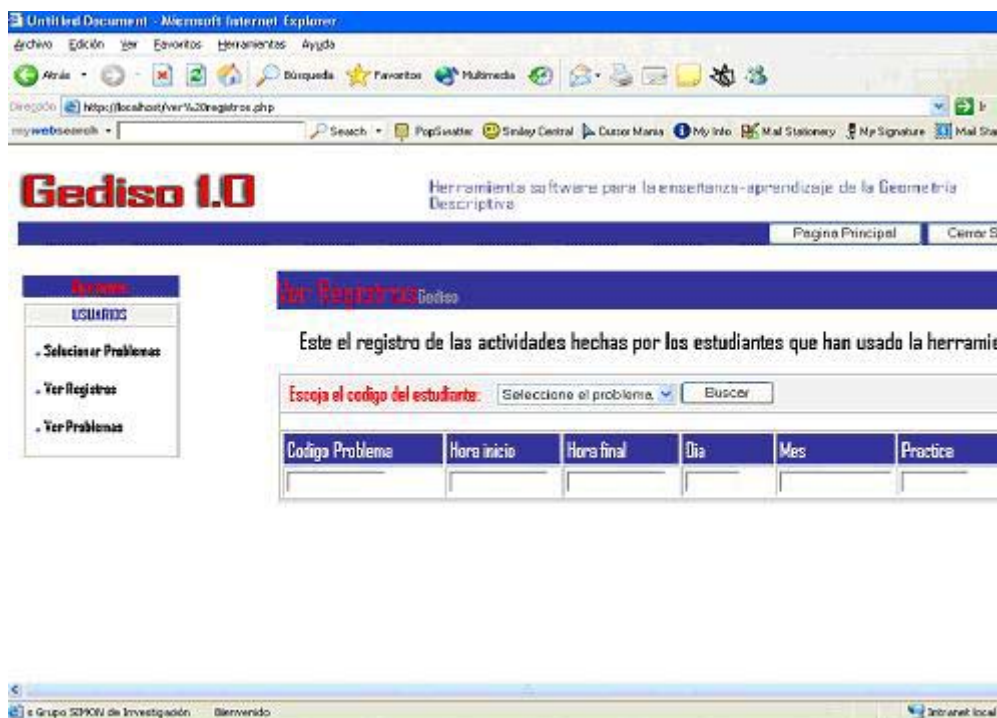 Untitled Document - Microsoft Internet Explorer
Archivo Edición Ver Favoritos Herramientas Ayuda
Atrás Búsqueda Favoritos Multimedia
Dirección http://localhost/ver%20registros.php
mywebsearch Search PopSwatter Smiley Central Cursor Mania My Info Mail Stationery My Signature Mail Sta
Gediso 1.0
Herramienta software para la enseñanza-aprendizaje de la Geometría
Descriptiva
Pagina Principal Cerrar S
Opciones
USUARIOS
Selecionar Problemas
Ver Registros
Ver Problemas
Ver Registros Gediso
Este el registro de las actividades hechas por los estudiantes que han usado la herramie
Escoja el codigo del estudiante: Seleccione el problema Buscar
Codigo Problema Hora inicio Hora final Dia Mes Practica
s Grupo SIMON de Investigación Bienvenido Intranet local